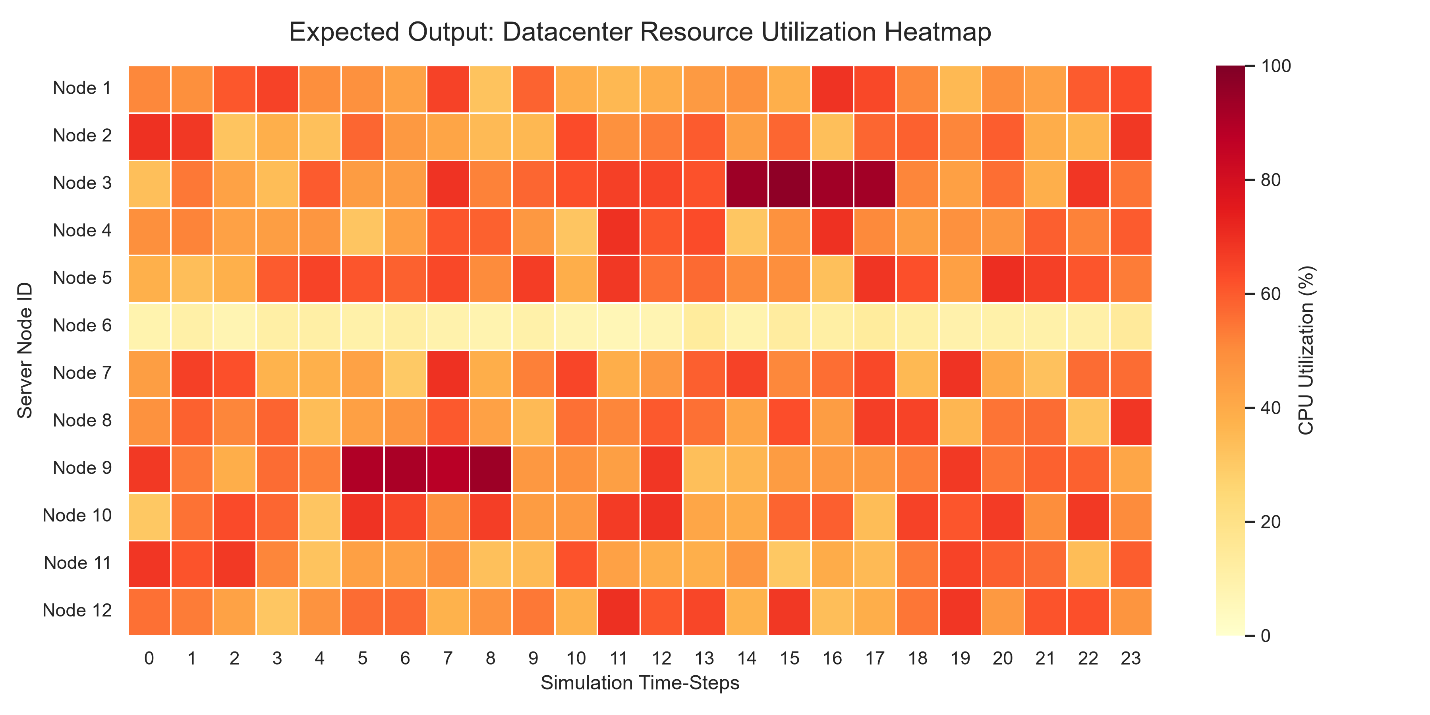 Expected Output: Datacenter Resource Utilization Heatmap
Server Node ID
Node 1
Node 2
Node 3
Node 4
Node 5
Node 6
Node 7
Node 8
Node 9
Node 10
Node 11
Node 12
0 1 2 3 4 5 6 7 8 9 10 11 12 13 14 15 16 17 18 19 20 21 22 23
Simulation Time-Steps
100
80
60
40
20
0
CPU Utilization (%)